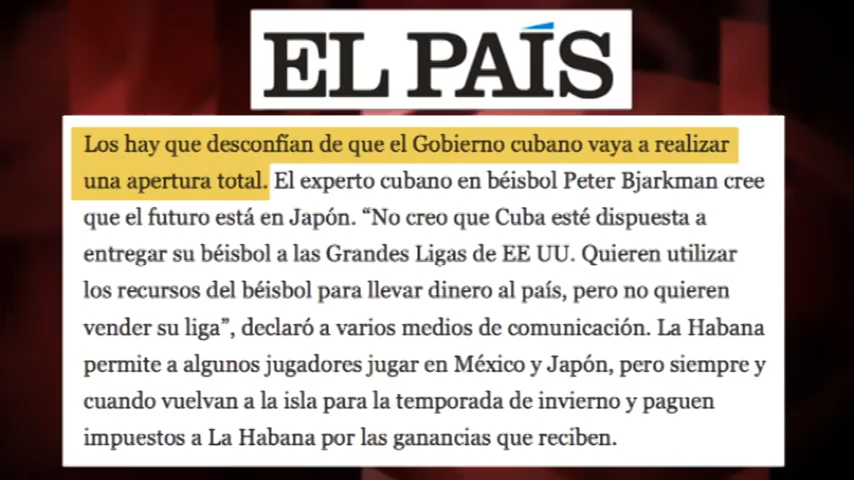 EL PAÍS
Los hay que desconfían de que el Gobierno cubano vaya a realizar
una apertura total. El experto cubano en béisbol Peter Bjarkman cree
que el futuro está en Japón. “No creo que Cuba esté dispuesta a
entregar su béisbol a las Grandes Ligas de EE UU. Quieren utilizar
los recursos del béisbol para llevar dinero al país, pero no quieren
vender su liga”, declaró a varios medios de comunicación. La Habana
permite a algunos jugadores jugar en México y Japón, pero siempre y
cuando vuelvan a la isla para la temporada de invierno y paguen
impuestos a La Habana por las ganancias que reciben.